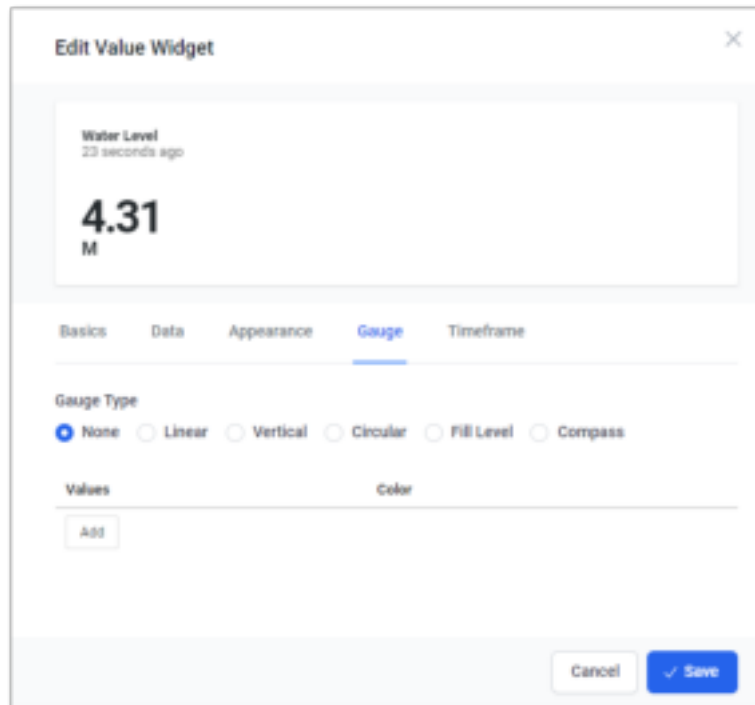 Edit Value Widget
Water Level
23 seconds ago
4.31
M
Basics Data Appearance Gauge Timeframe
Gauge Type
None Linear Vertical Circular Fill Level Compass
Values Color
Add
Cancel Save